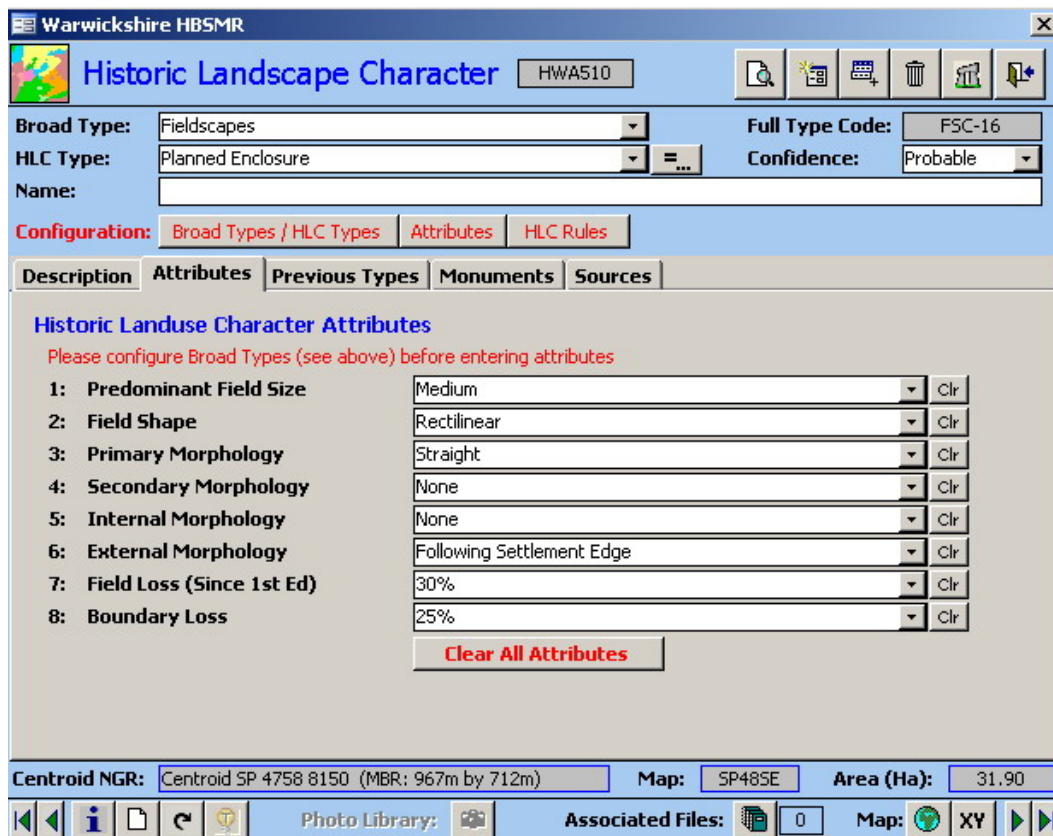 Warwickshire HBSMR
Historic Landscape Character HWA510
Broad Type: Fieldscapes Full Type Code: FSC-16
HLC Type: Planned Enclosure =... Confidence: Probable
Name:
Configuration: Broad Types / HLC Types Attributes HLC Rules
Description Attributes Previous Types Monuments Sources
Historic Landuse Character Attributes
Please configure Broad Types (see above) before entering attributes
1: Predominant Field Size Medium Clr
2: Field Shape Rectilinear Clr
3: Primary Morphology Straight Clr
4: Secondary Morphology None Clr
5: Internal Morphology None Clr
6: External Morphology Following Settlement Edge Clr
7: Field Loss (Since 1st Ed) 30% Clr
8: Boundary Loss 25% Clr
Clear All Attributes
Centroid NGR: Centroid SP 4758 8150 (MBR: 967m by 712m) Map: SP48SE Area (Ha): 31.90
Photo Library: Associated Files: 0 Map: XY